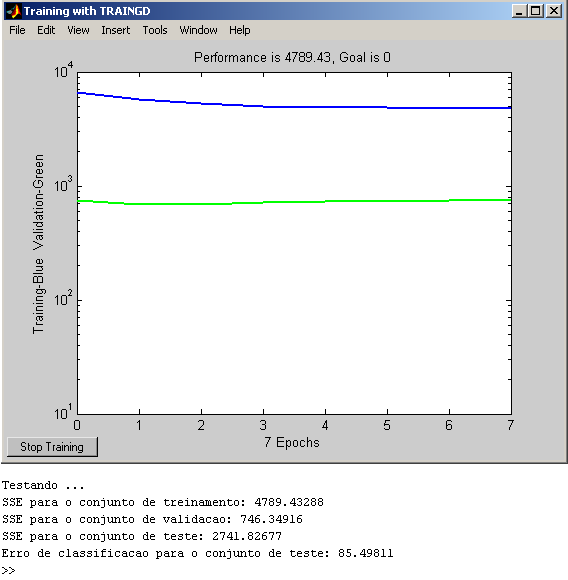 Training with TRAINGD
File Edit View Insert Tools Window Help
Performance is 4789.43, Goal is 0
10^4
10^3
10^2
10^1
Training-Blue Validation-Green
0 1 2 3 4 5 6 7
7 Epochs
Stop Training
Testando ...
SSE para o conjunto de treinamento: 4789.43288
SSE para o conjunto de validacao: 746.34916
SSE para o conjunto de teste: 2741.82677
Erro de classificacao para o conjunto de teste: 85.49811
>>